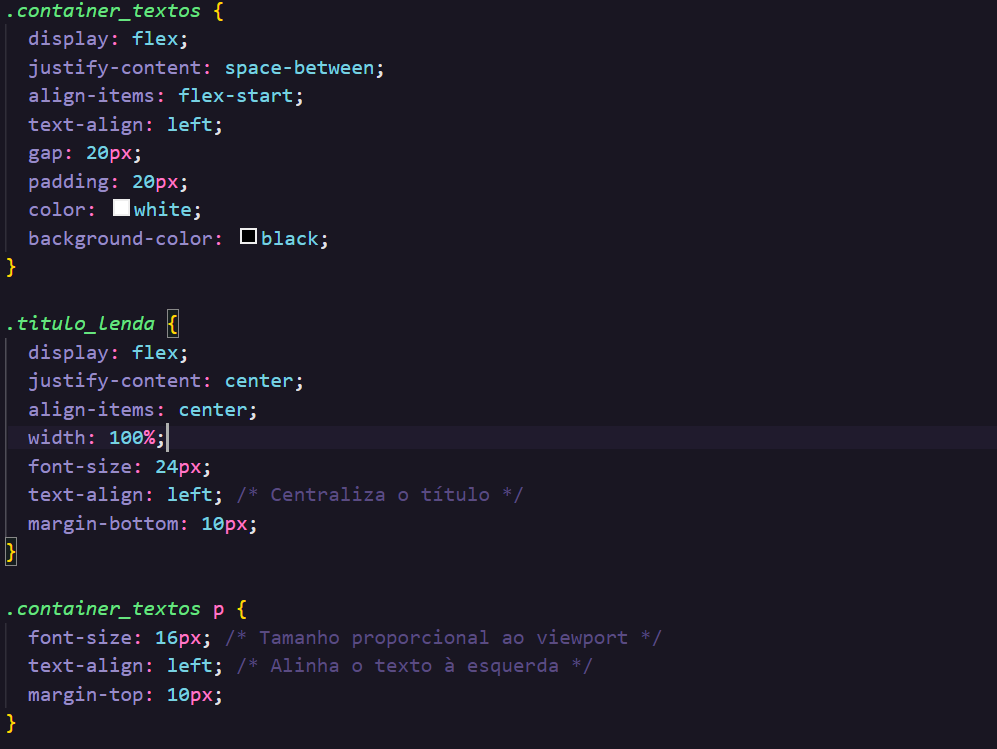 .container_textos {
display: flex;
justify-content: space-between;
align-items: flex-start;
text-align: left;
gap: 20px;
padding: 20px;
color: white;
background-color: black;
}
.titulo_lenda {
display: flex;
justify-content: center;
align-items: center;
width: 100%;
font-size: 24px;
text-align: left; /* Centraliza o título */
margin-bottom: 10px;
}
.container_textos p {
font-size: 16px; /* Tamanho proporcional ao viewport */
text-align: left; /* Alinha o texto à esquerda */
margin-top: 10px;
}